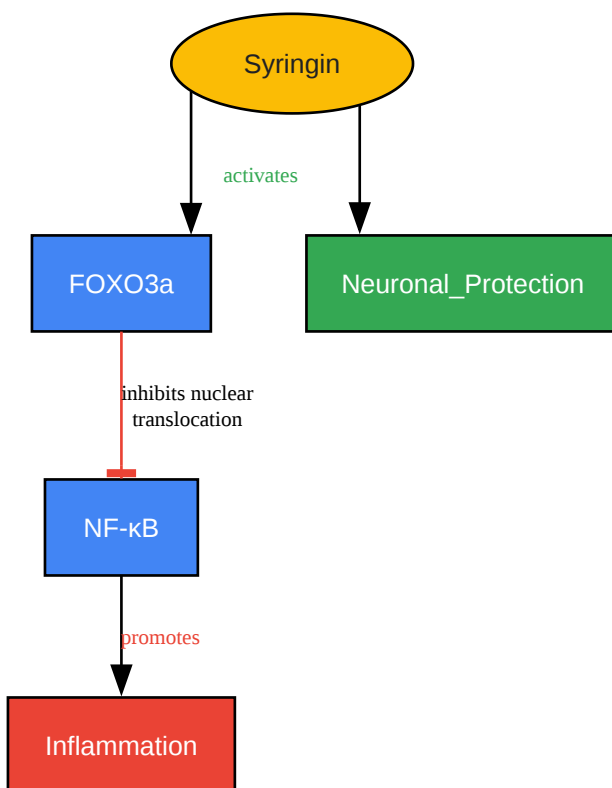 Syringin
activates
FOXO3a
Neuronal_Protection
inhibits nuclear
translocation
NF-κB
promotes
Inflammation